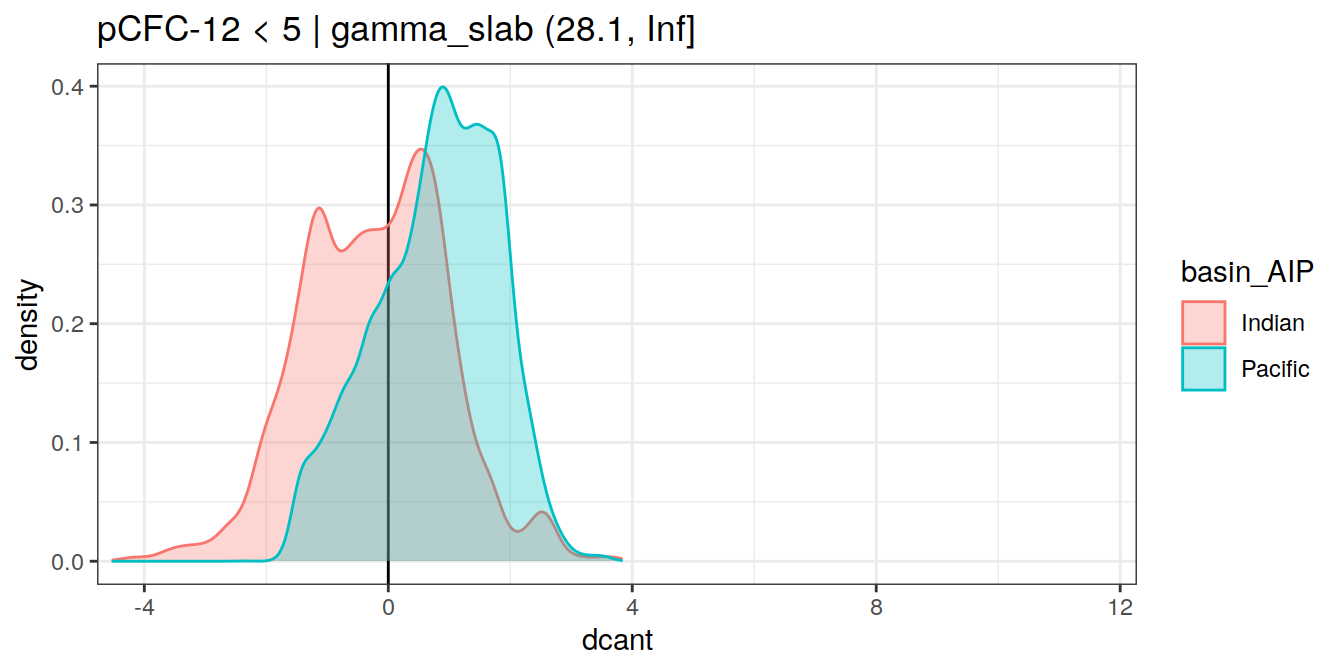 pCFC-12 < 5 | gamma_slab (28.1, Inf]
density
0.4
0.3
0.2
0.1
0.0
-4
0
4
8
12
dcant
basin_AIP
Indian
Pacific